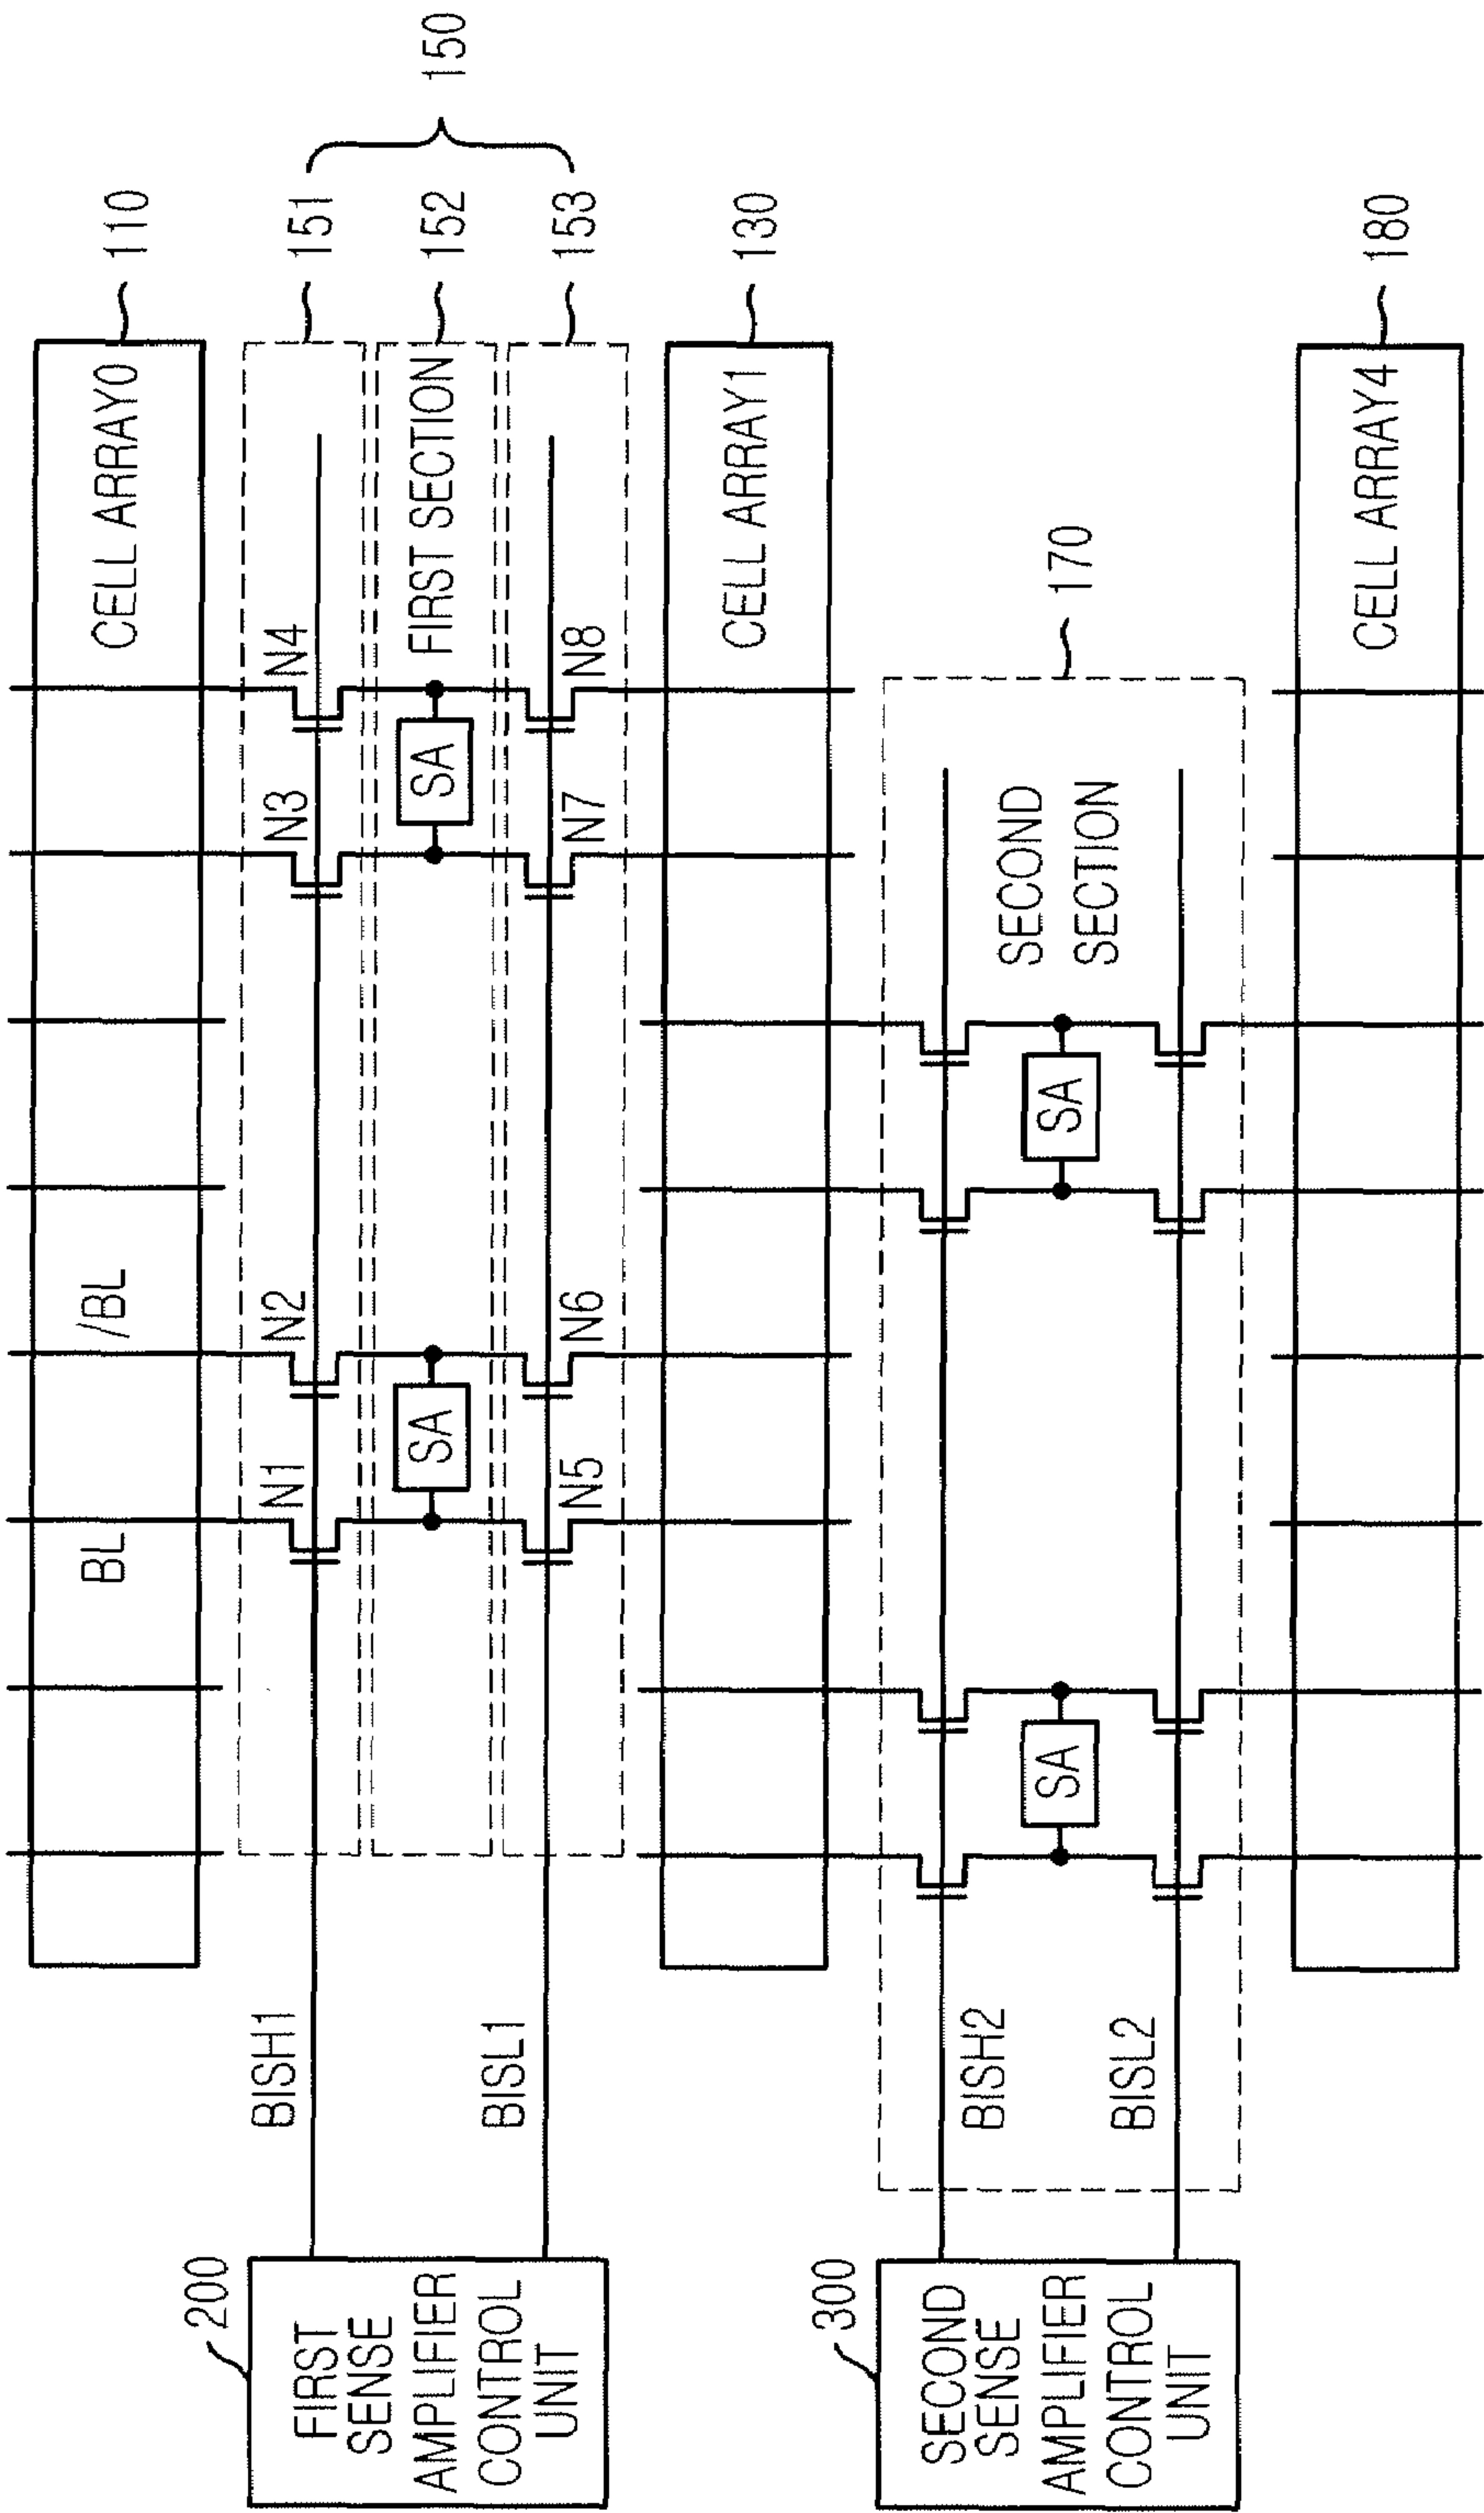 150
110
151
152
153
130
180
CELL ARRAY0
BL
/BL
N1
N2
N3
N4
SA
SA
FIRST SECTION
N5
N6
N7
N8
BISH1
BISL1
200
FIRST
SENSE
AMPLIFIER
CONTROL
UNIT
CELL ARRAY1
170
SECOND
SECTION
SA
SA
BISH2
BISL2
300
SECOND
SENSE
AMPLIFIER
CONTROL
UNIT
CELL ARRAY4